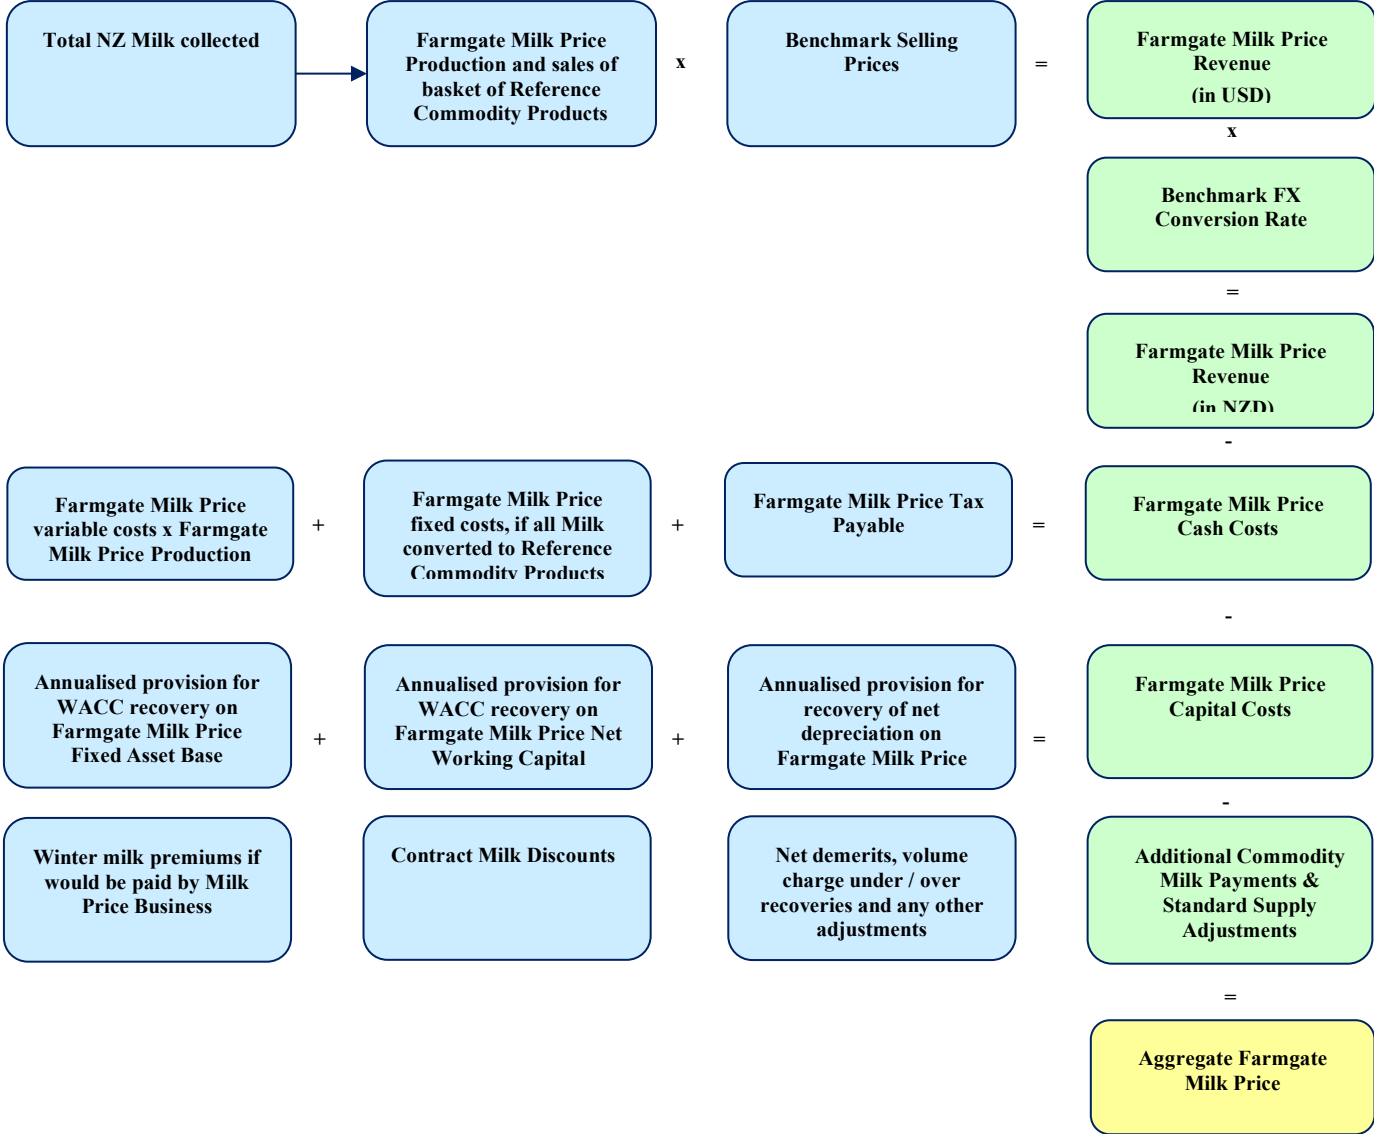 Total NZ Milk collected
Farmgate Milk Price
Production and sales of
basket of Reference
Commodity Products
x
Benchmark Selling
Prices
=
Farmgate Milk Price
Revenue
(in USD)
x
Benchmark FX
Conversion Rate
=
Farmgate Milk Price
Revenue
(in NZD)
-
Farmgate Milk Price
variable costs x Farmgate
Milk Price Production
+
Farmgate Milk Price
fixed costs, if all Milk
converted to Reference
Commodity Products
+
Farmgate Milk Price Tax
Payable
=
Farmgate Milk Price
Cash Costs
-
Annualised provision for
WACC recovery on
Farmgate Milk Price
Fixed Asset Base
+
Annualised provision for
WACC recovery on
Farmgate Milk Price Net
Working Capital
+
Annualised provision for
recovery of net
depreciation on
Farmgate Milk Price
=
Farmgate Milk Price
Capital Costs
-
Winter milk premiums if
would be paid by Milk
Price Business
Contract Milk Discounts
Net demerits, volume
charge under / over
recoveries and any other
adjustments
Additional Commodity
Milk Payments &
Standard Supply
Adjustments
=
Aggregate Farmgate
Milk Price